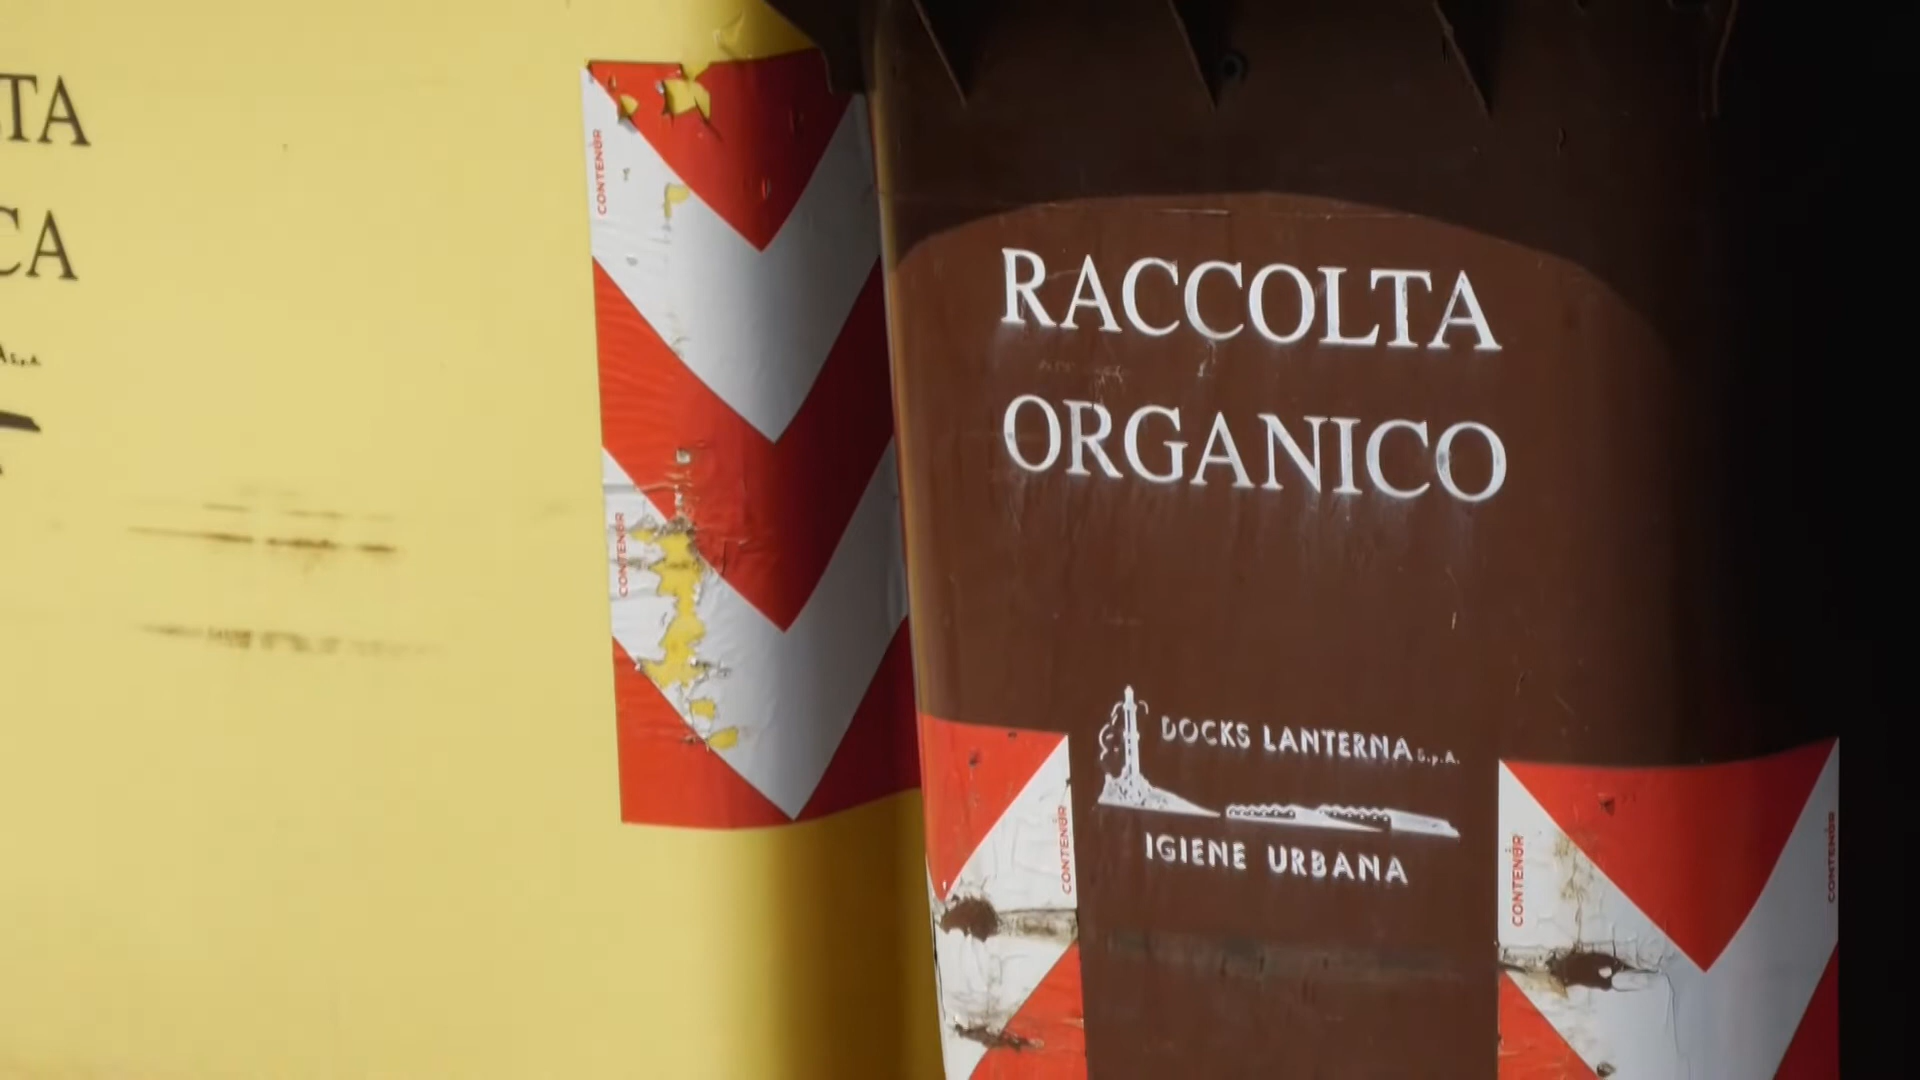 TA
CA
A S.p.A.
CONTENUR
CONTENUR
RACCOLTA
ORGANICO
DOCKS LANTERNA S.p.A.
IGIENE URBANA
CONTENUR
CONTENUR
CONTENUR